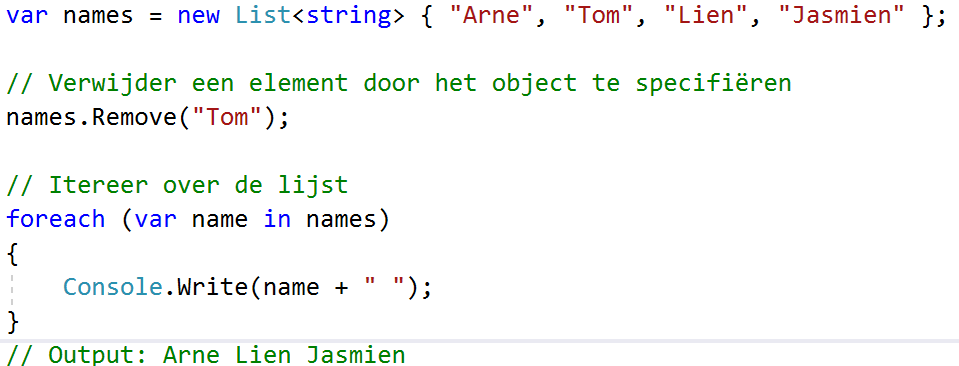 var names = new List<string> { "Arne", "Tom", "Lien", "Jasmien" };
// Verwijder een element door het object te specifiëren
names.Remove("Tom");
// Itereer over de lijst
foreach (var name in names)
{
    Console.Write(name + " ");
}
// Output: Arne Lien Jasmien